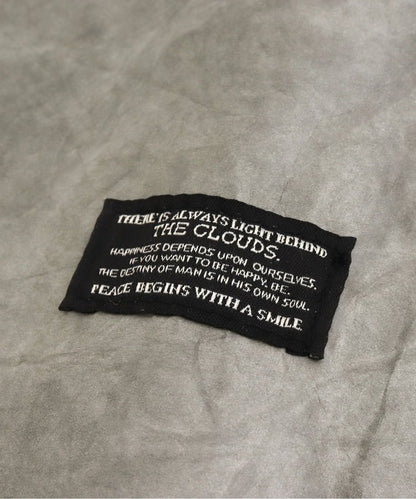 THERE IS ALWAYS LIGHT BEHIND
THE CLOUDS.
HAPPINESS DEPENDS UPON OURSELVES.
IF YOU WANT TO BE HAPPY, BE.
THE DESTINY OF MAN IS IN HIS OWN SOUL.
PEACE BEGINS WITH A SMILE.